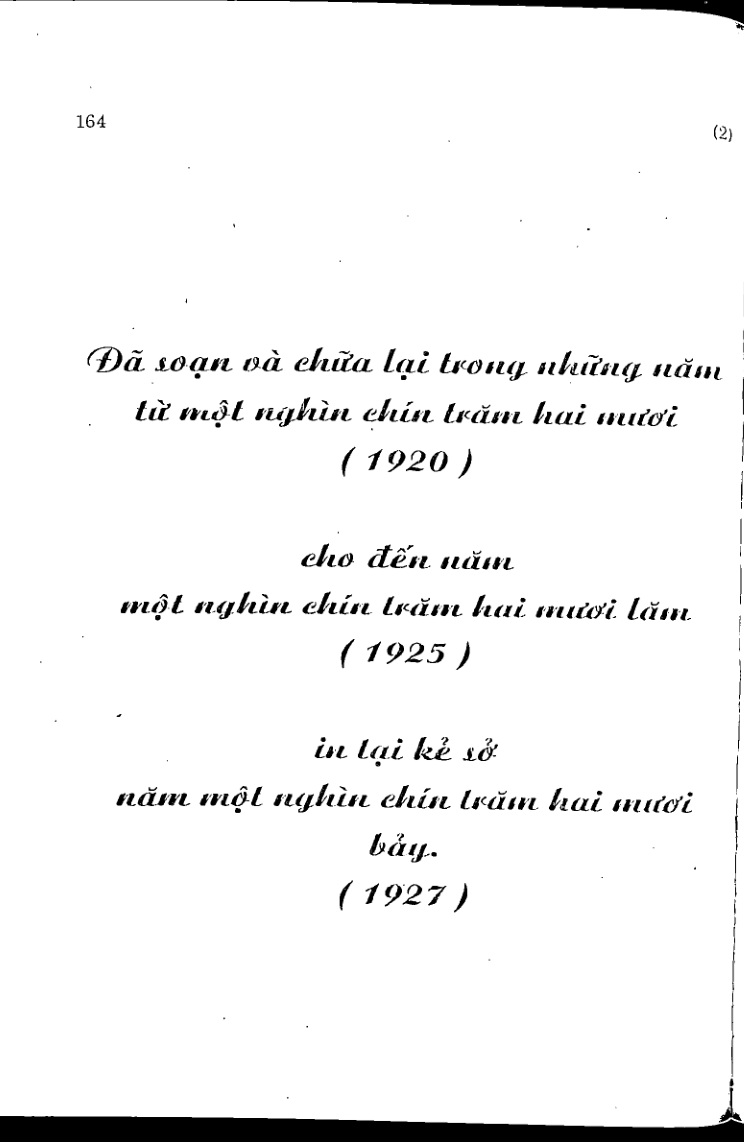 164
(2)
Đã soạn và chữa lại trong những năm
từ một nghìn chín trăm hai mươi
( 1920 )
cho đến năm
một nghìn chín trăm hai mươi lăm
( 1925 )
in tại kẻ sở
năm một nghìn chín trăm hai mươi
bảy.
( 1927 )